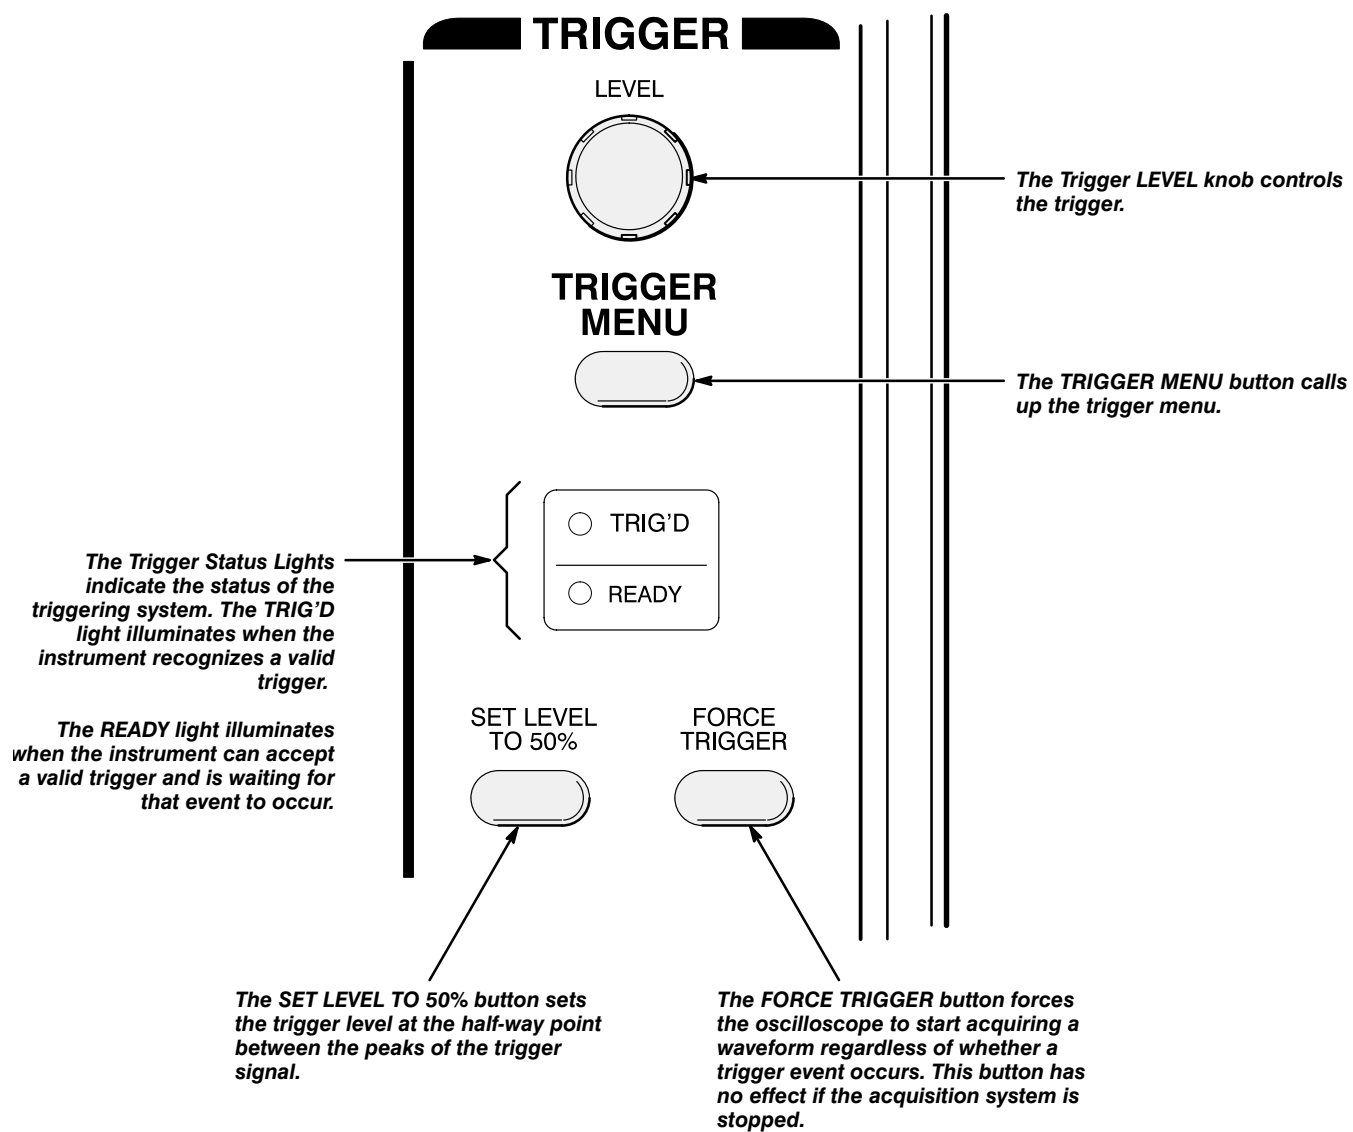 TRIGGER
LEVEL
The Trigger LEVEL knob controls
the trigger.
TRIGGER
MENU
The TRIGGER MENU button calls
up the trigger menu.
TRIG'D
READY
The Trigger Status Lights
indicate the status of the
triggering system. The TRIG'D
light illuminates when the
instrument recognizes a valid
trigger.
The READY light illuminates
when the instrument can accept
a valid trigger and is waiting for
that event to occur.
SET LEVEL
TO 50%
FORCE
TRIGGER
The SET LEVEL TO 50% button sets
the trigger level at the half-way point
between the peaks of the trigger
signal.
The FORCE TRIGGER button forces
the oscilloscope to start acquiring a
waveform regardless of whether a
trigger event occurs. This button has
no effect if the acquisition system is
stopped.